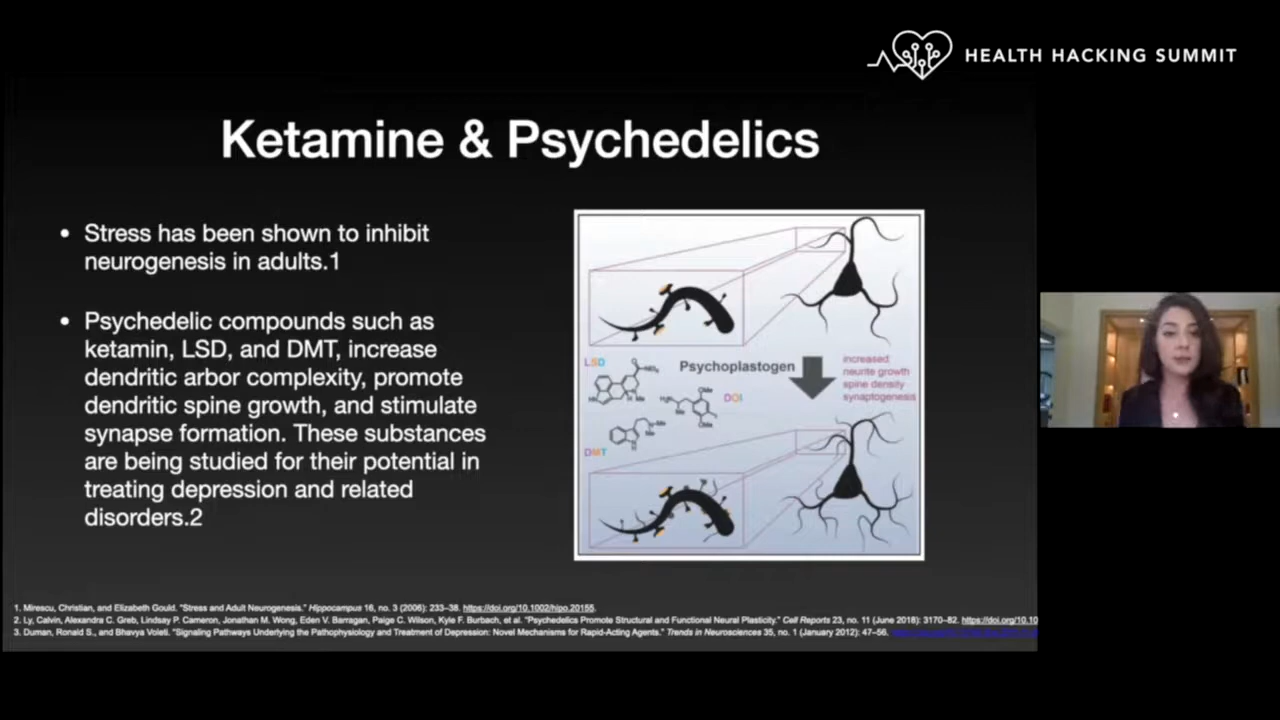 HEALTH HACKING SUMMIT
Ketamine & Psychedelics
• Stress has been shown to inhibit
neurogenesis in adults.1
• Psychedelic compounds such as
ketamin, LSD, and DMT, increase
dendritic arbor complexity, promote
dendritic spine growth, and stimulate
synapse formation. These substances
are being studied for their potential in
treating depression and related
disorders.2
LSD
Psychoplastogen
increased
neurite growth
spine density
synaptogenesis
DOI
DMT
1. Mirescu, Christian, and Elizabeth Gould. "Stress and Adult Neurogenesis." Hippocampus 16, no. 3 (2006): 233–38. https://doi.org/10.1002/hipo.20155.
2. Ly, Calvin, Alexandra C. Greb, Lindsay P. Cameron, Jonathan M. Wong, Eden V. Barragan, Paige C. Wilson, Kyle F. Burbach, et al. "Psychedelics Promote Structural and Functional Neural Plasticity." Cell Reports 23, no. 11 (June 2018): 3170–82. https://doi.org/10.10
3. Duman, Ronald S., and Bhavya Voleti. "Signaling Pathways Underlying the Pathophysiology and Treatment of Depression: Novel Mechanisms for Rapid-Acting Agents." Trends in Neurosciences 35, no. 1 (January 2012): 47–56.